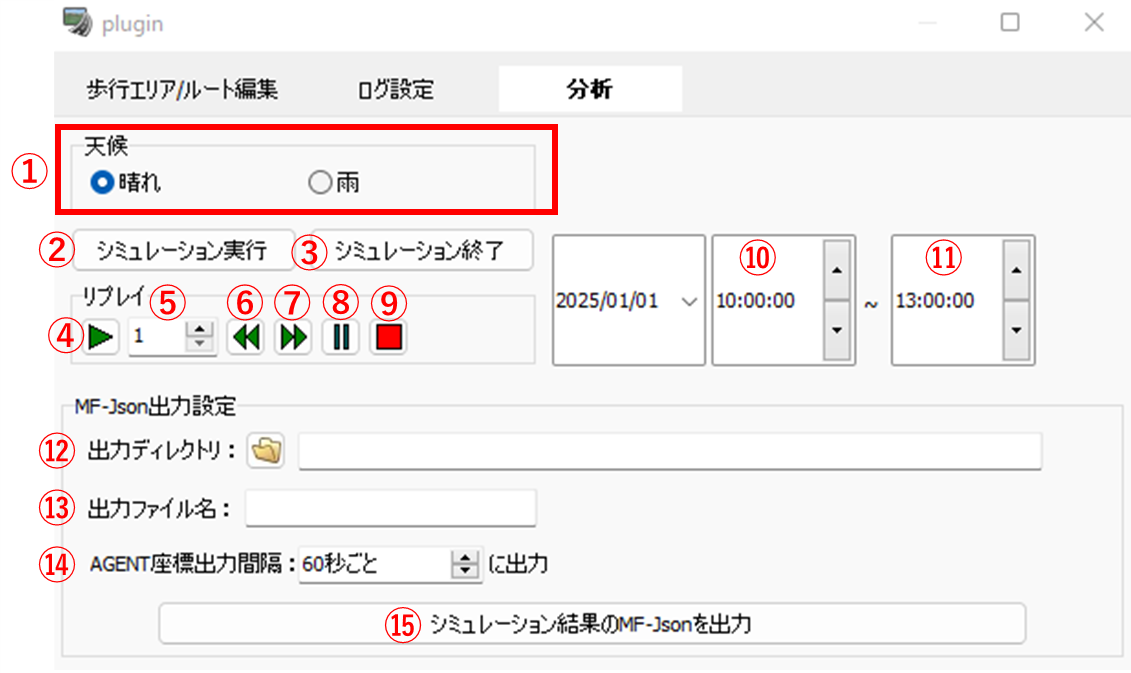 plugin
歩行エリア/ルート編集 ログ設定 分析
天候
① 晴れ 雨
② シミュレーション実行 ③ シミュレーション終了
リプレイ ⑤ ⑥ ⑦ ⑧ ⑨ ⑩ ⑪
④ 1 2025/01/01 10:00:00 ~ 13:00:00
MF-Json出力設定
⑫ 出力ディレクトリ:
⑬ 出力ファイル名:
⑭ AGENT座標出力間隔: 60秒ごと に出力
⑮ シミュレーション結果のMF-Jsonを出力